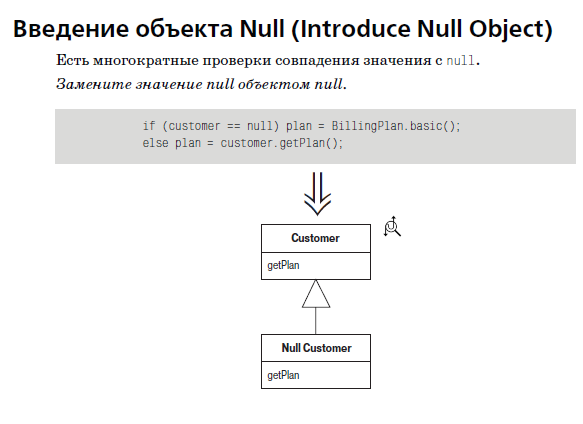 Введение объекта Null (Introduce Null Object)
Есть многократные проверки совпадения значения с null.
Замените значение null объектом null.
if (customer == null) plan = BillingPlan.basic();
else plan = customer.getPlan();
Customer
getPlan
Null Customer
getPlan